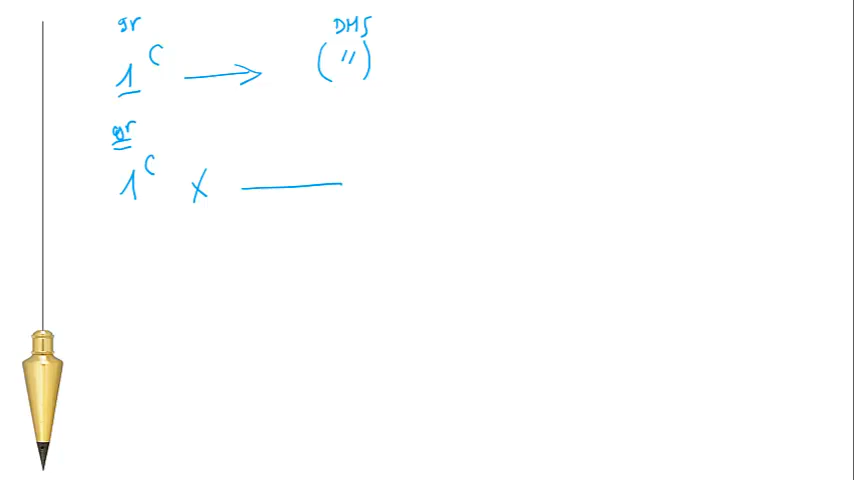 gr DMS
1ᶜ → ( " )
gr
1ᶜ x